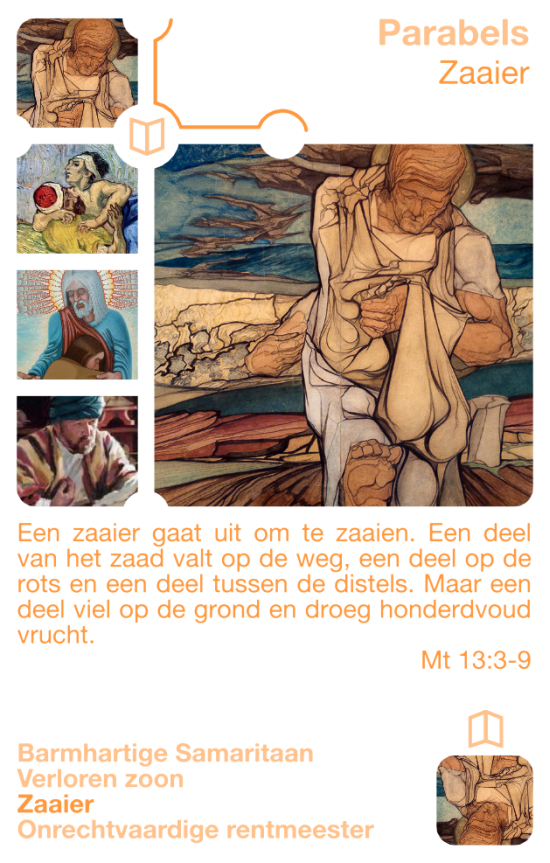 Parabels
Zaaier
Een zaaier gaat uit om te zaaien. Een deel
van het zaad valt op de weg, een deel op de
rots en een deel tussen de distels. Maar een
deel viel op de grond en droeg honderdvoud
vrucht.
Mt 13:3-9
Barmhartige Samaritaan
Verloren zoon
Zaaier
Onrechtvaardige rentmeester